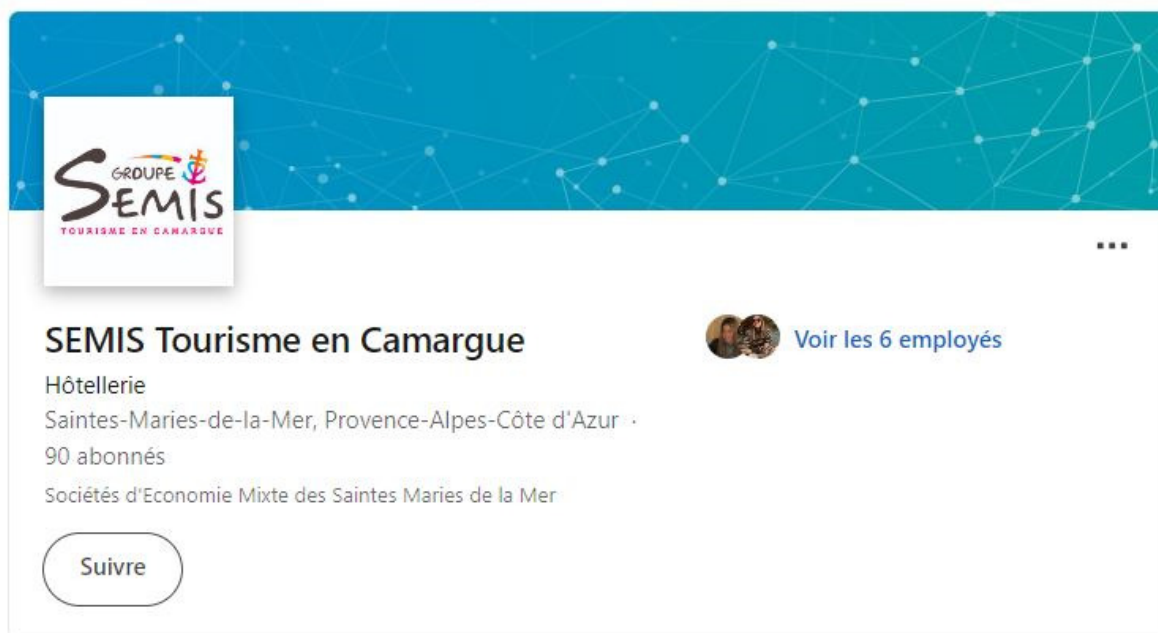 GROUPE
SEMIS
TOURISME EN CAMARGUE
SEMIS Tourisme en Camargue
Voir les 6 employés
Hôtellerie
Saintes-Maries-de-la-Mer, Provence-Alpes-Côte d'Azur ·
90 abonnés
Sociétés d'Economie Mixte des Saintes Maries de la Mer
Suivre